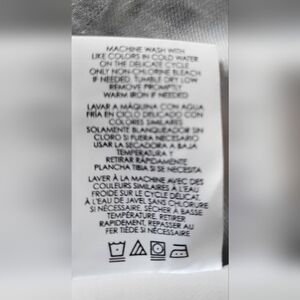 MACHINE WASH WITH
LIKE COLORS IN COLD WATER
ON THE DELICATE CYCLE
ONLY NON-CHLORINE BLEACH
IF NEEDED. TUMBLE DRY LOW
REMOVE PROMPTLY
WARM IRON IF NEEDED
LAVAR A MÁQUINA CON AGUA
FRÍA EN CICLO DELICADO CON
COLORES SIMILARES
SOLAMENTE BLANQUEADOR SIN
CLORO SI FUERA NECESARIO
USAR LA SECADORA A BAJA
TEMPERATURA Y
RETIRAR RÁPIDAMENTE
PLANCHA TIBIA SI SE NECESITA
LAVER À LA MACHINE AVEC DES
COULEURS SIMILAIRES À L'EAU
FROIDE SUR LE CYCLE DÉLICAT
À L'EAU DE JAVEL SANS CHLORURE
SI NÉCESSAIRE. SÉCHER À BASSE
TEMPÉRATURE. RETIRER
RAPIDEMENT, REPASSER AU
FER TIÈDE SI NÉCESSAIRE